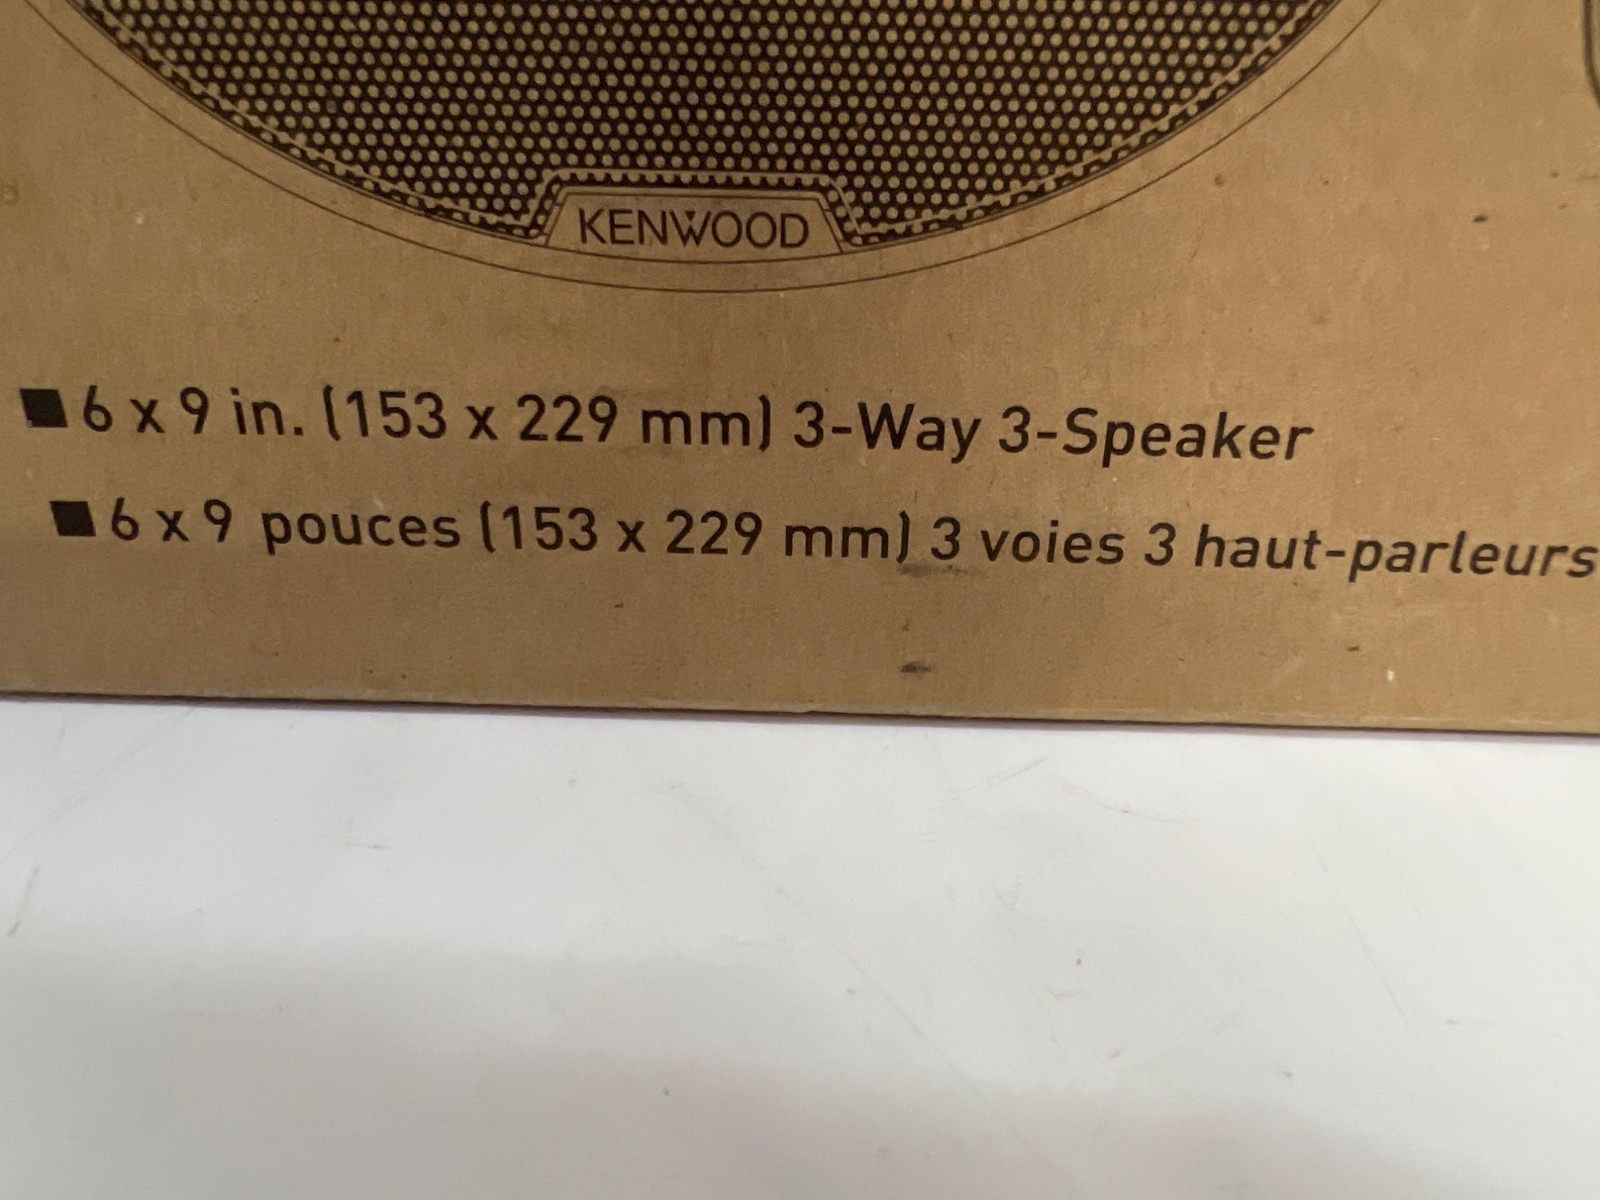 KENWOOD
■ 6 x 9 in. (153 x 229 mm) 3-Way 3-Speaker
■ 6 x 9 pouces (153 x 229 mm) 3 voies 3 haut-parleurs